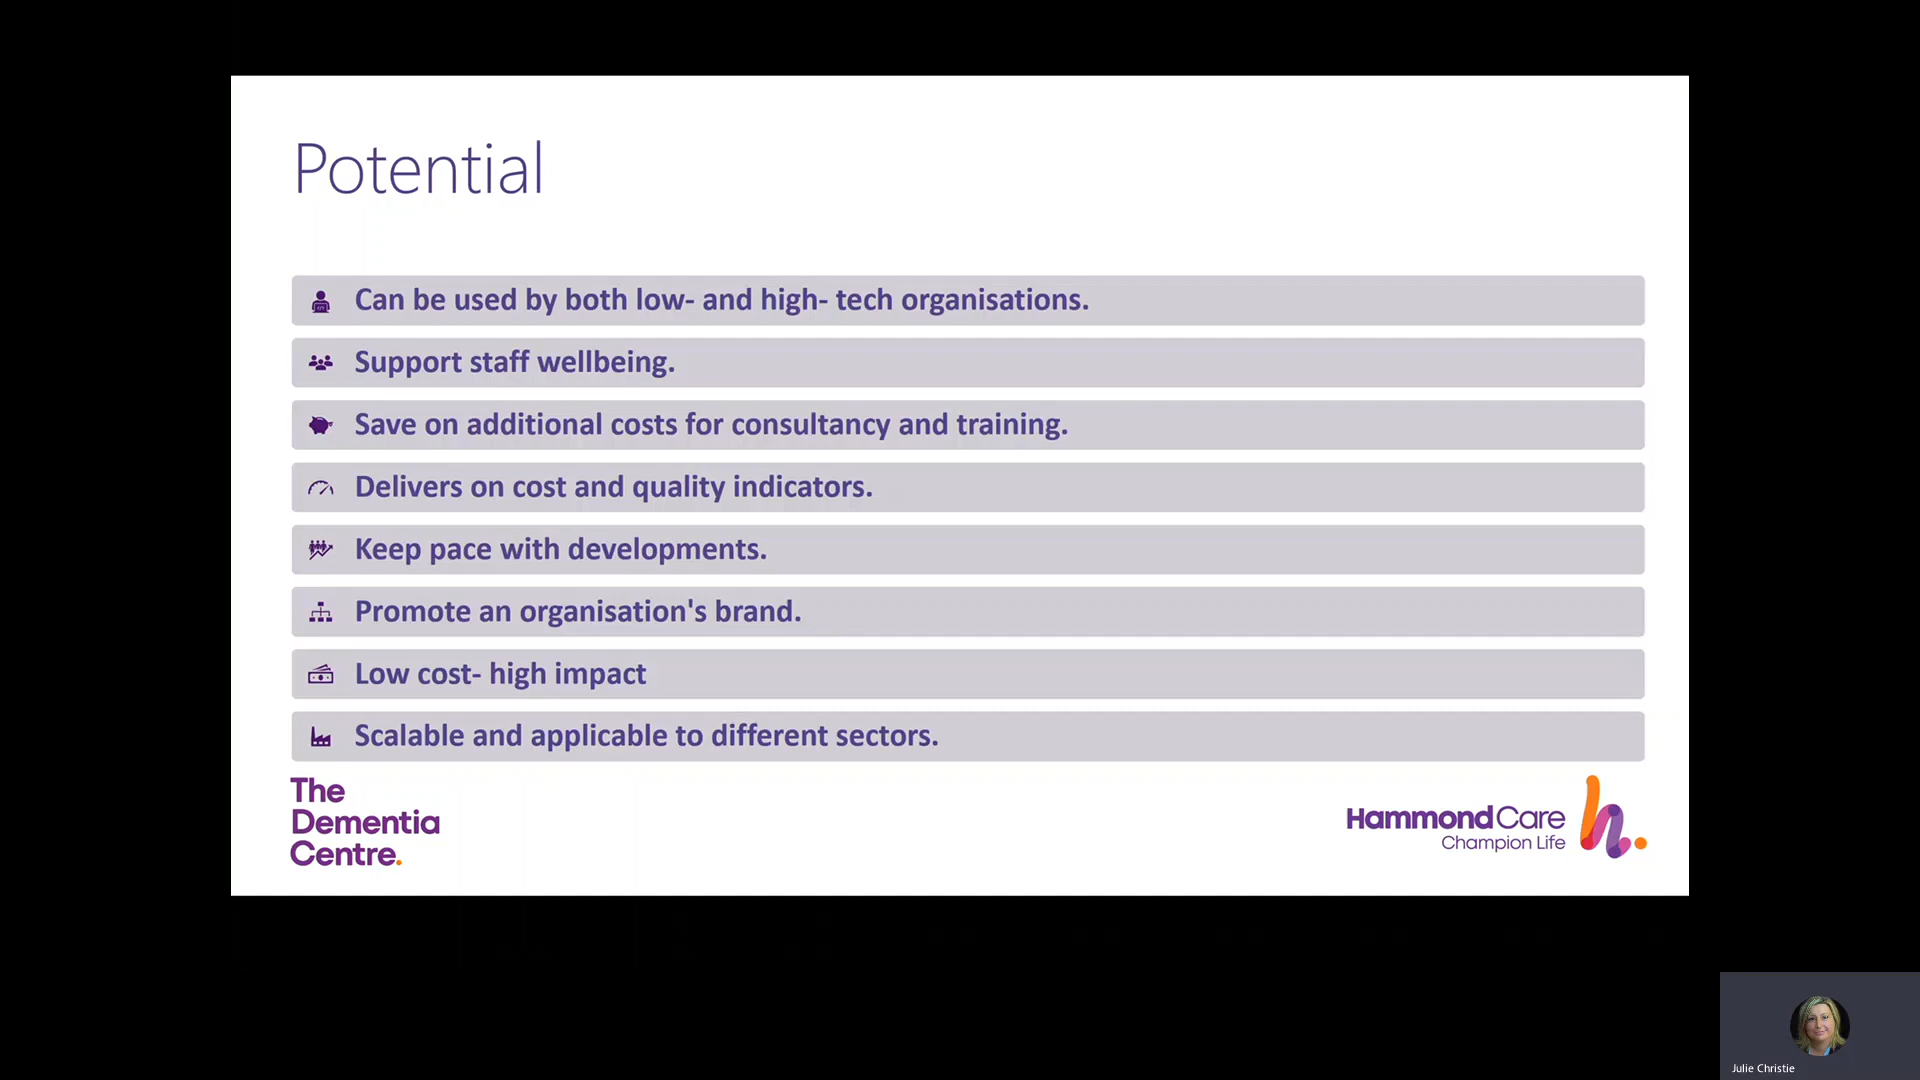 Potential
Can be used by both low- and high- tech organisations.
Support staff wellbeing.
Save on additional costs for consultancy and training.
Delivers on cost and quality indicators.
Keep pace with developments.
Promote an organisation's brand.
Low cost- high impact
Scalable and applicable to different sectors.
The
Dementia
Centre.
HammondCare
Champion Life
Julie Christie